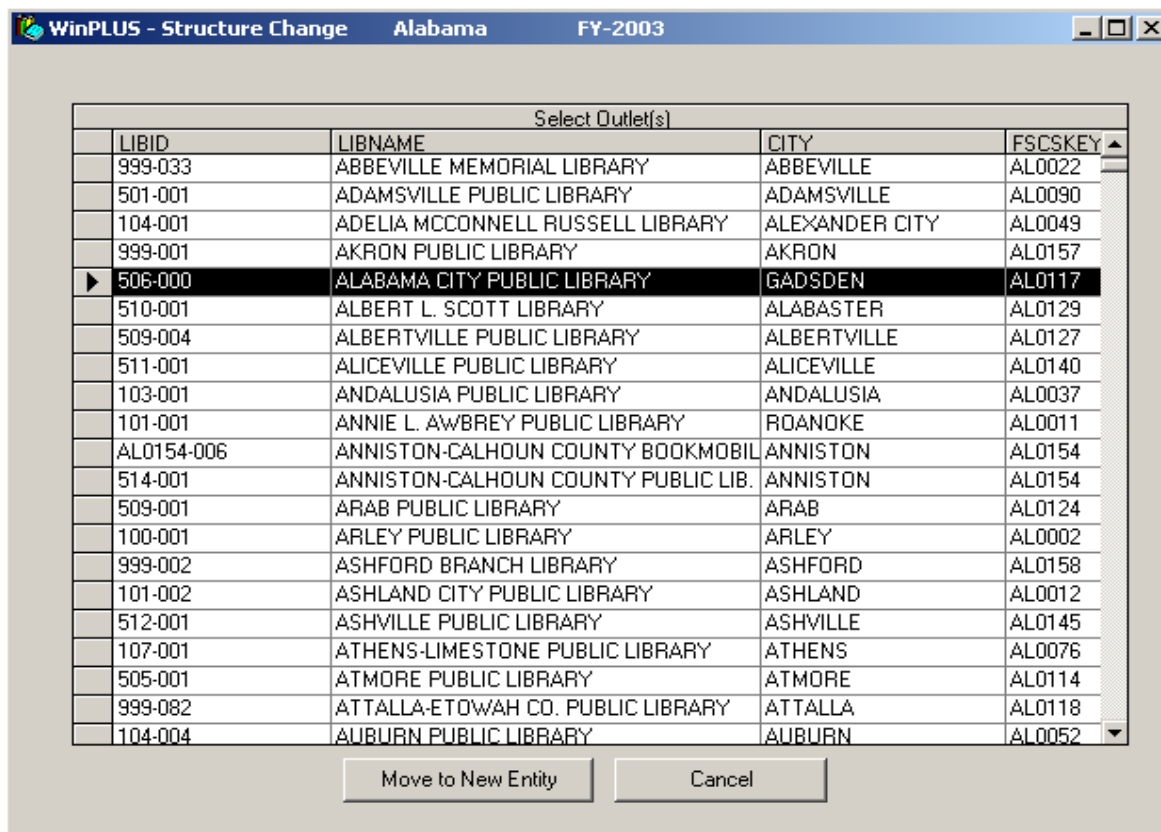 WinPLUS - Structure Change Alabama FY-2003
Select Outlet(s)
LIBID LIBNAME CITY FSCSKEY
999-033 ABBEVILLE MEMORIAL LIBRARY ABBEVILLE AL0022
501-001 ADAMSVILLE PUBLIC LIBRARY ADAMSVILLE AL0090
104-001 ADELIA MCCONNELL RUSSELL LIBRARY ALEXANDER CITY AL0049
999-001 AKRON PUBLIC LIBRARY AKRON AL0157
506-000 ALABAMA CITY PUBLIC LIBRARY GADSDEN AL0117
510-001 ALBERT L. SCOTT LIBRARY ALABASTER AL0129
509-004 ALBERTVILLE PUBLIC LIBRARY ALBERTVILLE AL0127
511-001 ALICEVILLE PUBLIC LIBRARY ALICEVILLE AL0140
103-001 ANDALUSIA PUBLIC LIBRARY ANDALUSIA AL0037
101-001 ANNIE L. AWBREY PUBLIC LIBRARY ROANOKE AL0011
AL0154-006 ANNISTON-CALHOUN COUNTY BOOKMOBIL ANNISTON AL0154
514-001 ANNISTON-CALHOUN COUNTY PUBLIC LIB. ANNISTON AL0154
509-001 ARAB PUBLIC LIBRARY ARAB AL0124
100-001 ARLEY PUBLIC LIBRARY ARLEY AL0002
999-002 ASHFORD BRANCH LIBRARY ASHFORD AL0158
101-002 ASHLAND CITY PUBLIC LIBRARY ASHLAND AL0012
512-001 ASHVILLE PUBLIC LIBRARY ASHVILLE AL0145
107-001 ATHENS-LIMESTONE PUBLIC LIBRARY ATHENS AL0076
505-001 ATMORE PUBLIC LIBRARY ATMORE AL0114
999-082 ATTALLA-ETOWAH CO. PUBLIC LIBRARY ATTALLA AL0118
104-004 AUBURN PUBLIC LIBRARY AUBURN AL0052
Move to New Entity Cancel